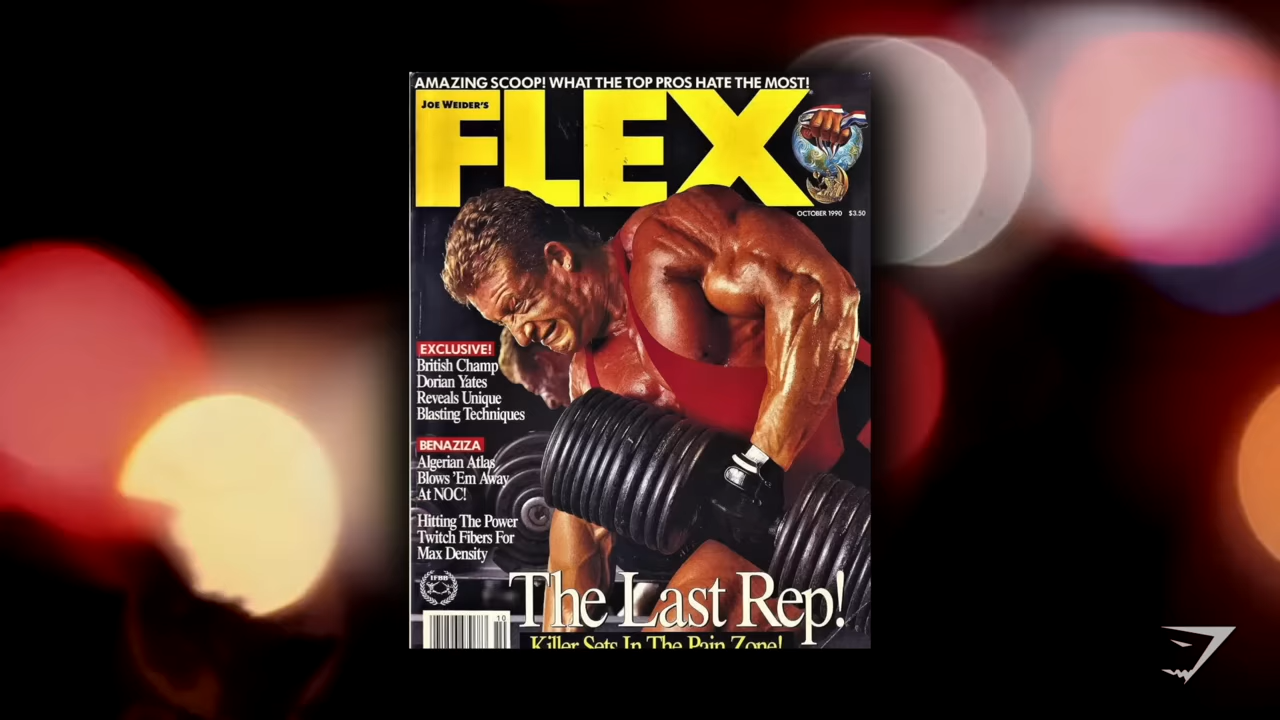 AMAZING SCOOP! WHAT THE TOP PROS HATE THE MOST!
JOE WEIDER'S
FLEX
OCTOBER 1990 $3.50
EXCLUSIVE!
British Champ
Dorian Yates
Reveals Unique
Blasting Techniques
BENAZIZA
Algerian Atlas
Blows 'Em Away
At NOC!
Hitting The Power
Twitch Fibers For
Max Density
IFBB
10
The Last Rep!
Killer Sets In The Pain Zone!